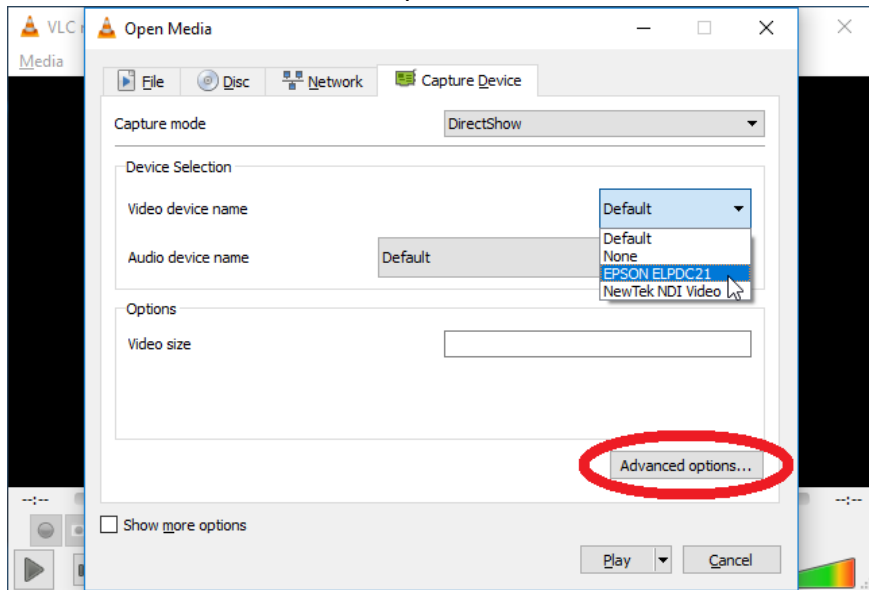 VLC
Open Media
Media
File Disc Network Capture Device
Capture mode DirectShow
Device Selection
Video device name Default
Default
None
EPSON ELPDC21
NewTek NDI Video
Audio device name Default
Options
Video size
Advanced options...
--:-- --:--
Show more options
Play Cancel